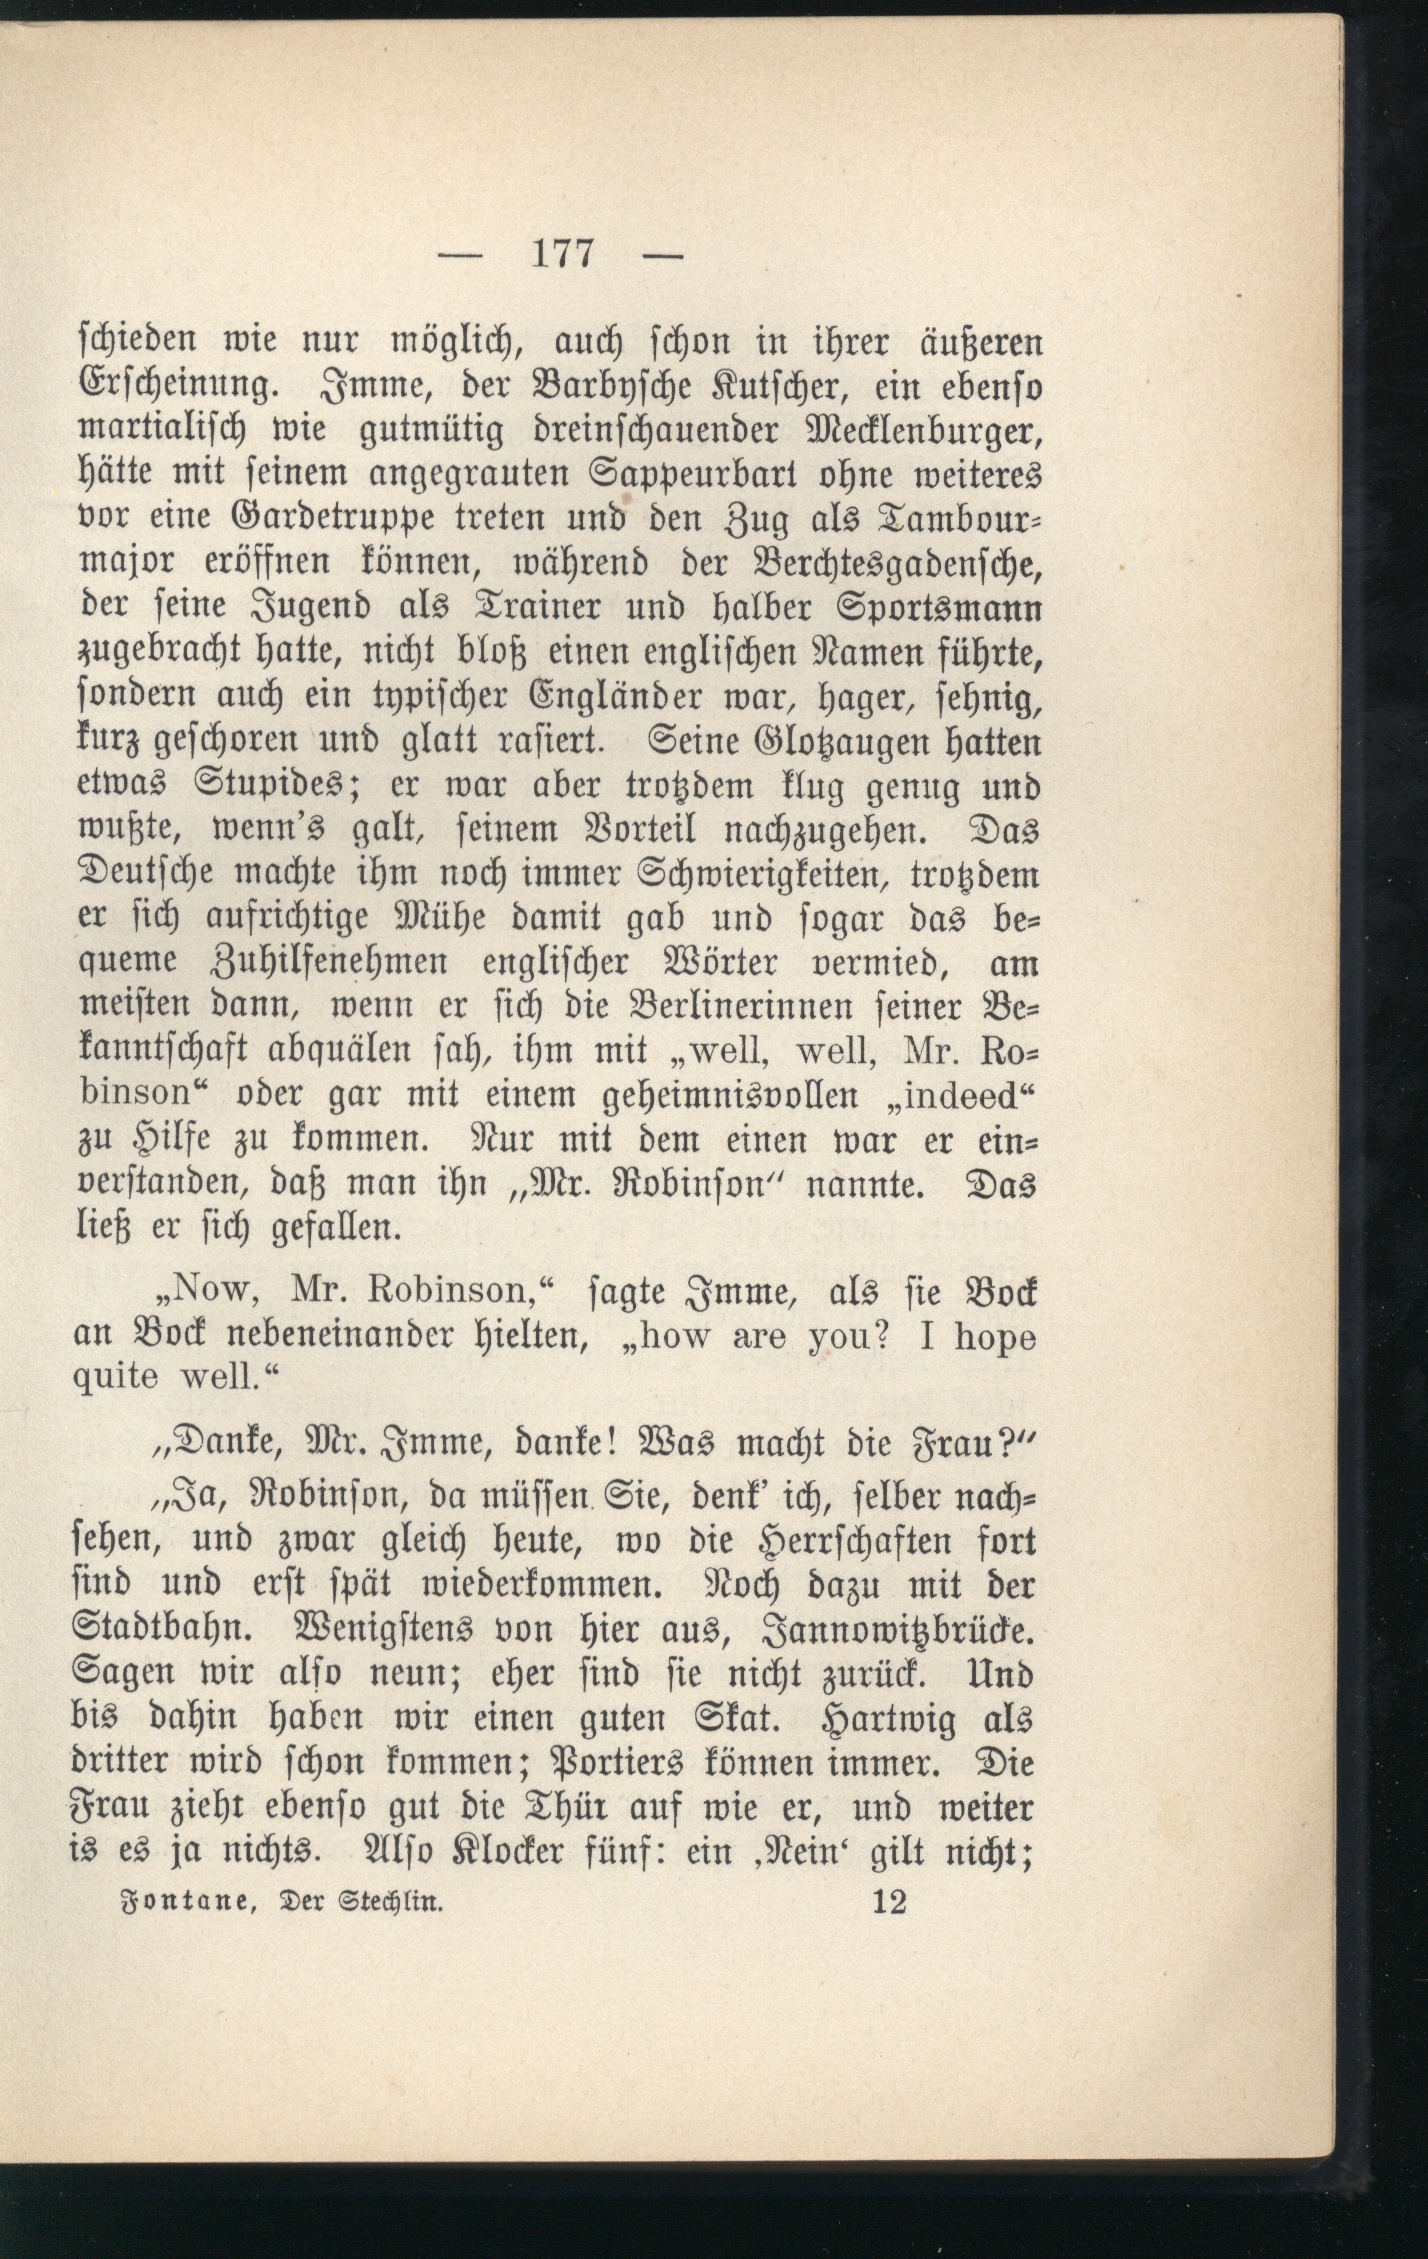 — 177 —
schieden wie nur möglich, auch schon in ihrer äußeren
Erscheinung. Imme, der Barbysche Kutscher, ein ebenso
martialisch wie gutmütig dreinschauender Mecklenburger,
hätte mit seinem angegrauten Sappeurbart ohne weiteres
vor eine Gardetruppe treten und den Zug als Tambour-
major eröffnen können, während der Berchtesgadensche,
der seine Jugend als Trainer und halber Sportsmann
zugebracht hatte, nicht bloß einen englischen Namen führte,
sondern auch ein typischer Engländer war, hager, sehnig,
kurz geschoren und glatt rasiert. Seine Glotzaugen hatten
etwas Stupides; er war aber trotzdem klug genug und
wußte, wenn's galt, seinem Vorteil nachzugehen. Das
Deutsche machte ihm noch immer Schwierigkeiten, trotzdem
er sich aufrichtige Mühe damit gab und sogar das be-
queme Zuhilfenehmen englischer Wörter vermied, am
meisten dann, wenn er sich die Berlinerinnen seiner Be-
kanntschaft abquälen sah, ihm mit „well, well, Mr. Ro-
binson“ oder gar mit einem geheimnisvollen „indeed“
zu Hilfe zu kommen. Nur mit dem einen war er ein-
verstanden, daß man ihn „Mr. Robinson“ nannte. Das
ließ er sich gefallen.
„Now, Mr. Robinson,“ sagte Imme, als sie Bock
an Bock nebeneinander hielten, „how are you? I hope
quite well.“
„Danke, Mr. Imme, danke! Was macht die Frau?“
„Ja, Robinson, da müssen Sie, denk' ich, selber nach-
sehen, und zwar gleich heute, wo die Herrschaften fort
sind und erst spät wiederkommen. Noch dazu mit der
Stadtbahn. Wenigstens von hier aus, Jannowitzbrücke.
Sagen wir also neun; eher sind sie nicht zurück. Und
bis dahin haben wir einen guten Skat. Hartwig als
dritter wird schon kommen; Portiers können immer. Die
Frau zieht ebenso gut die Thür auf wie er, und weiter
is es ja nichts. Also Klocker fünf: ein ‚Nein‘ gilt nicht;
Fontane, Der Stechlin. 12